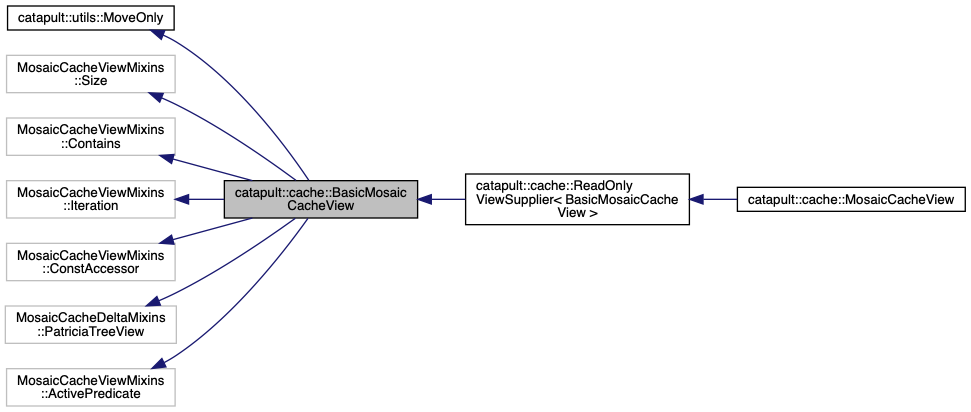 catapult::utils::MoveOnly
MosaicCacheViewMixins
::Size
MosaicCacheViewMixins
::Contains
MosaicCacheViewMixins
::Iteration
MosaicCacheViewMixins
::ConstAccessor
MosaicCacheDeltaMixins
::PatriciaTreeView
MosaicCacheViewMixins
::ActivePredicate
catapult::cache::BasicMosaic
CacheView
catapult::cache::ReadOnly
ViewSupplier< BasicMosaicCache
View >
catapult::cache::MosaicCacheView